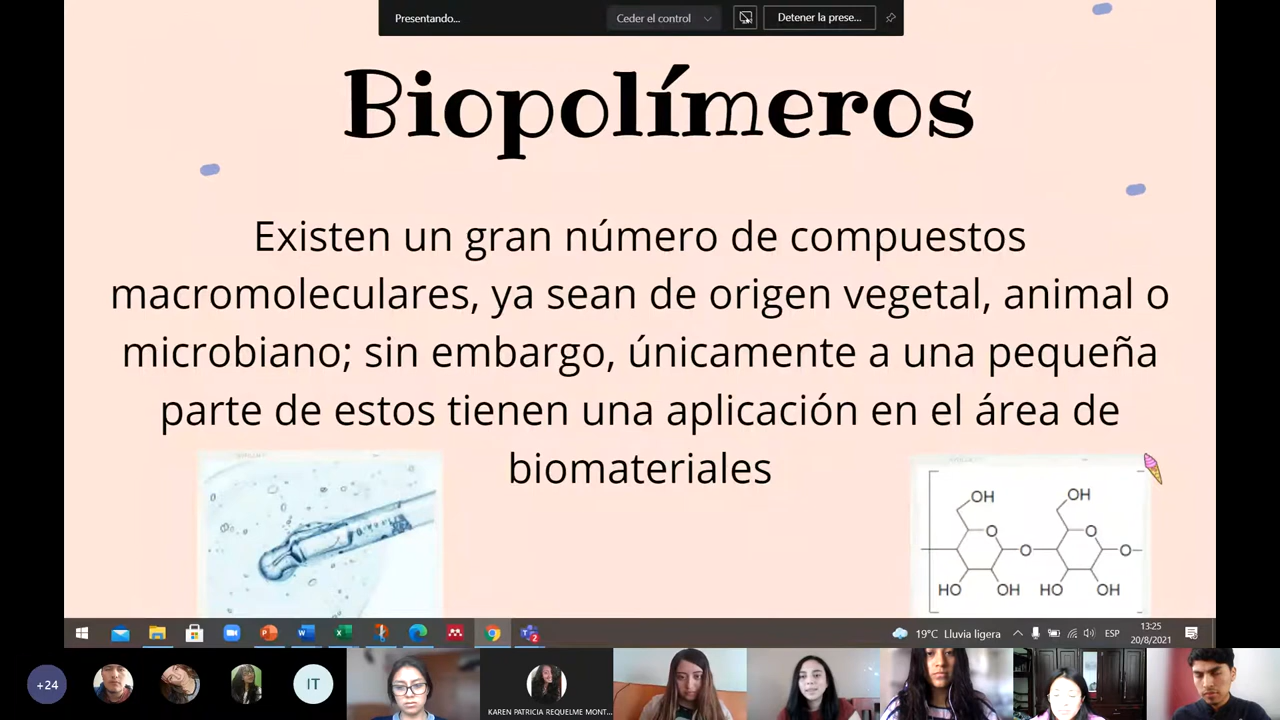 Presentando...
Ceder el control
Detener la prese...
Biopolímeros
Existen un gran número de compuestos
macromoleculares, ya sean de origen vegetal, animal o
microbiano; sin embargo, únicamente a una pequeña
parte de estos tienen una aplicación en el área de
biomateriales
OH
OH
O
O
O
O
HO
OH
HO
OH
19°C Lluvia ligera
ESP
13:25
20/8/2021
+24
IT
KAREN PATRICIA REQUELME MONT...